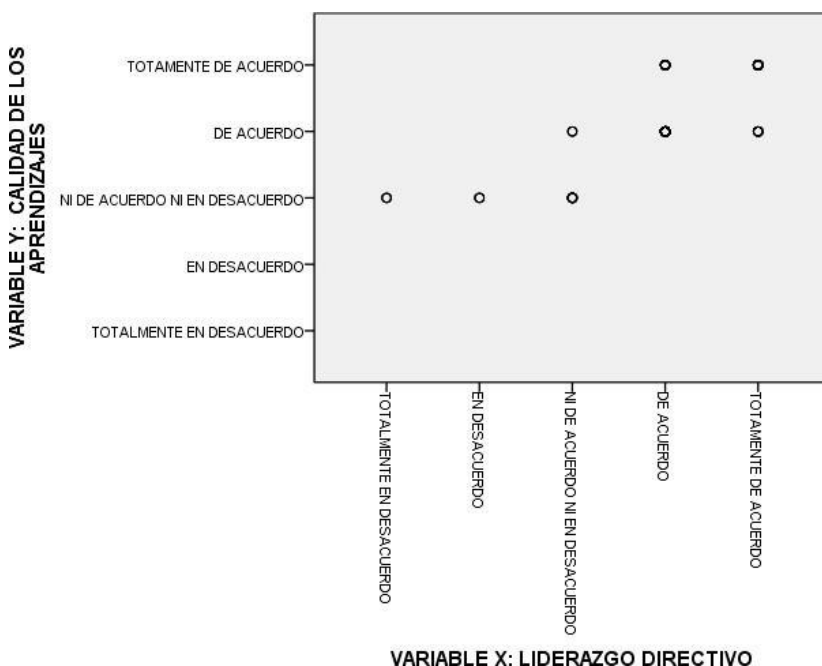 VARIABLE Y: CALIDAD DE LOS
APRENDIZAJES
TOTAMENTE DE ACUERDO
DE ACUERDO
NI DE ACUERDO NI EN DESACUERDO
EN DESACUERDO
TOTALMENTE EN DESACUERDO
TOTALMENTE EN DESACUERDO
EN DESACUERDO
NI DE ACUERDO NI EN DESACUERDO
DE ACUERDO
TOTAMENTE DE ACUERDO
VARIABLE X: LIDERAZGO DIRECTIVO